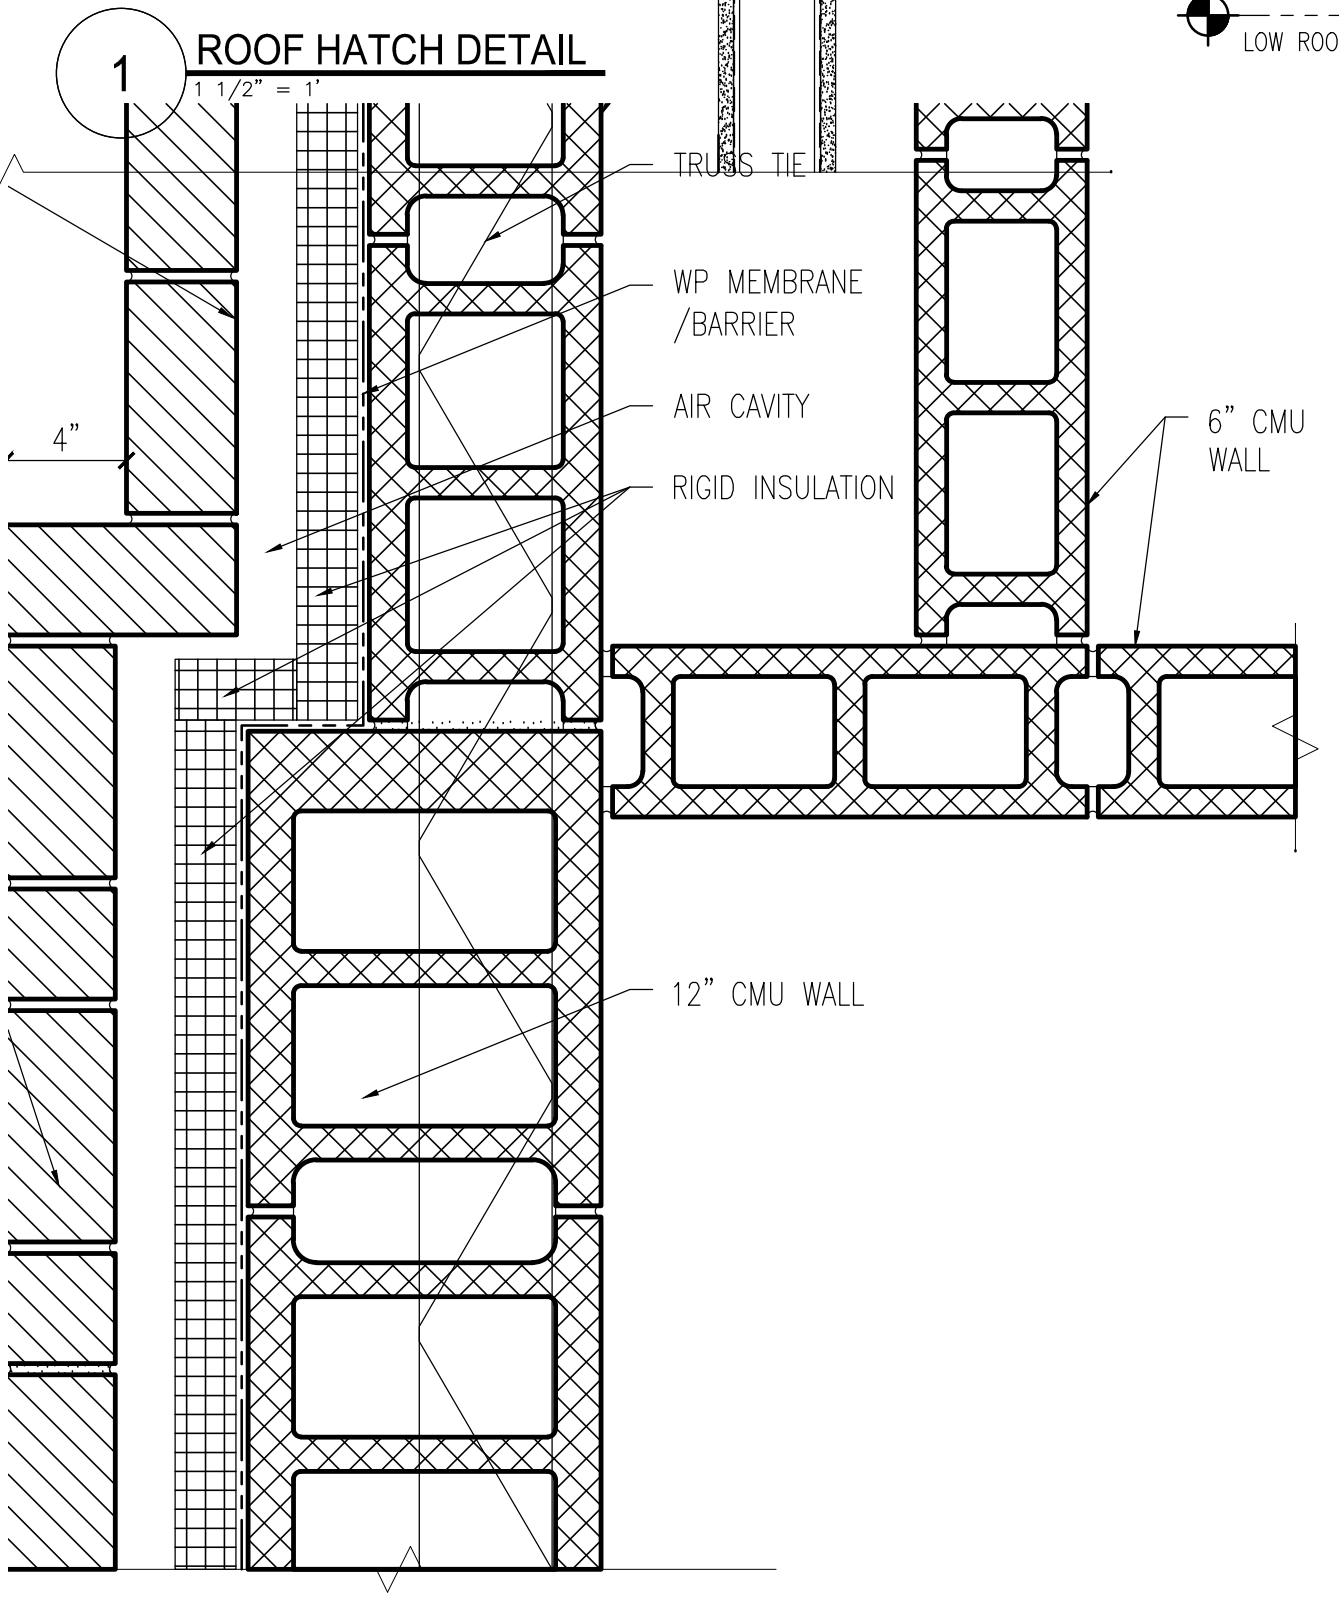 1
ROOF HATCH DETAIL
1 1/2" = 1'
LOW ROO
TRUSS TIE
WP MEMBRANE
/BARRIER
AIR CAVITY
4"
6" CMU
WALL
RIGID INSULATION
12" CMU WALL